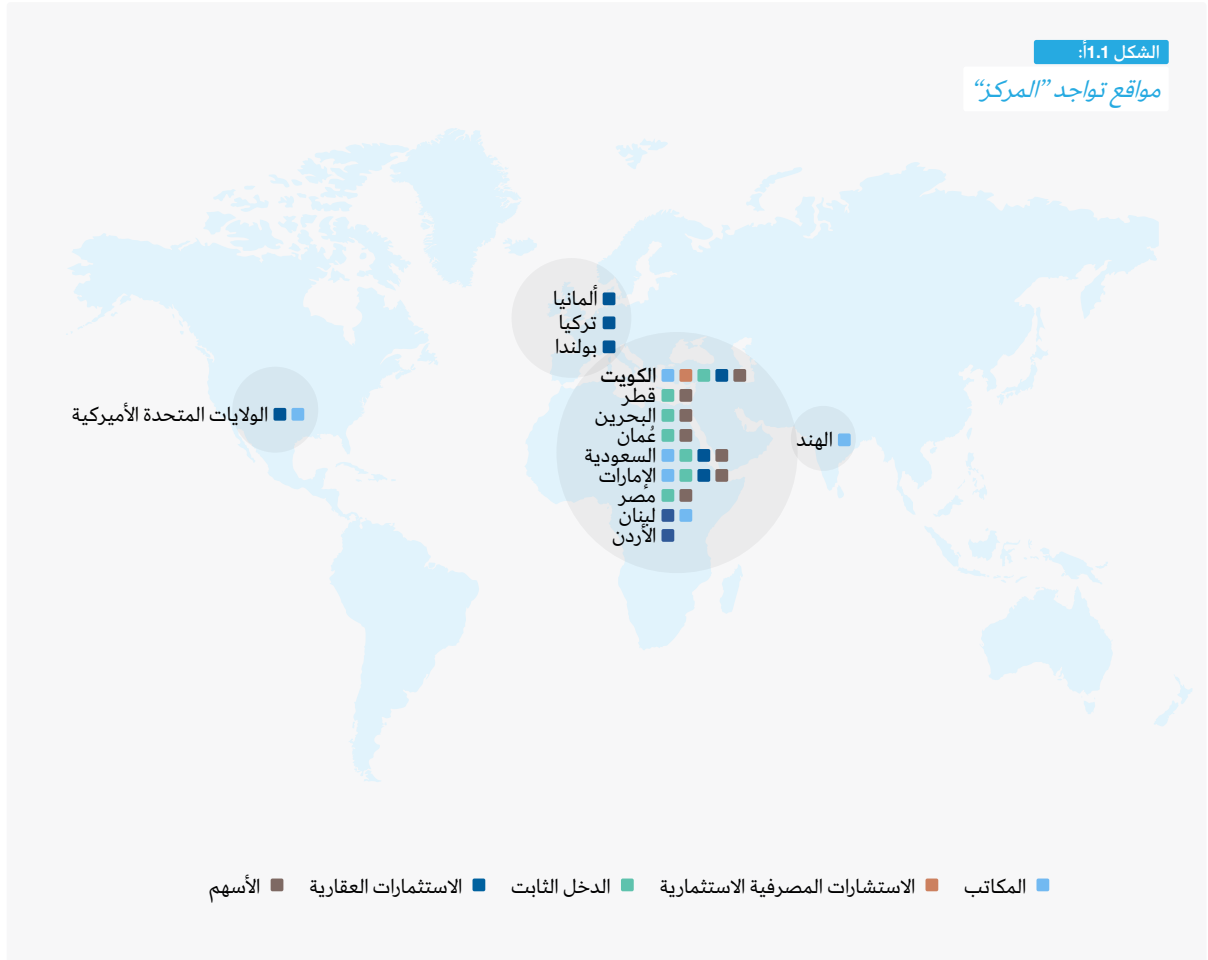 الشكل 1.1أ:
مواقع تواجد ”المركز“
ألمانيا
تركيا
بولندا
الكويت
قطر
البحرين
عُمان
السعودية
الإمارات
مصر
لبنان
الأردن
الهند
الولايات المتحدة الأميركية
المكاتب الاستشارات المصرفية الاستثمارية الدخل الثابت الاستثمارات العقارية الأسهم